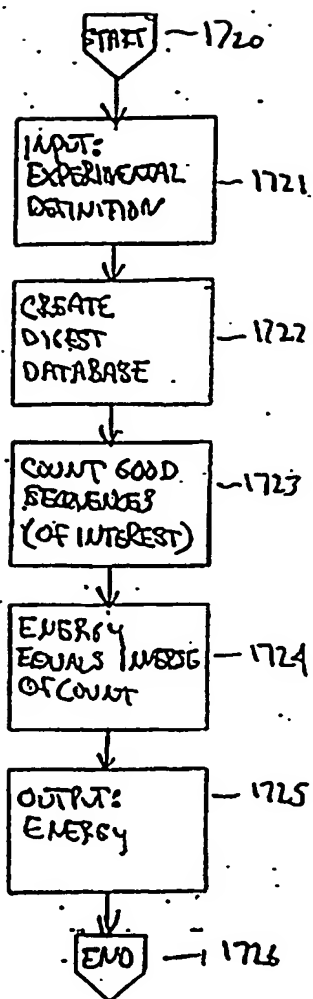 START 1720
INPUT:
EXPERIMENTAL
DEFINITION
1721
CREATE
DIGEST
DATABASE
1722
COUNT GOOD
SEQUENCES
(OF INTEREST)
1723
ENERGY
EQUALS INVERSE
OF COUNT
1724
OUTPUT:
ENERGY
1725
END 1726